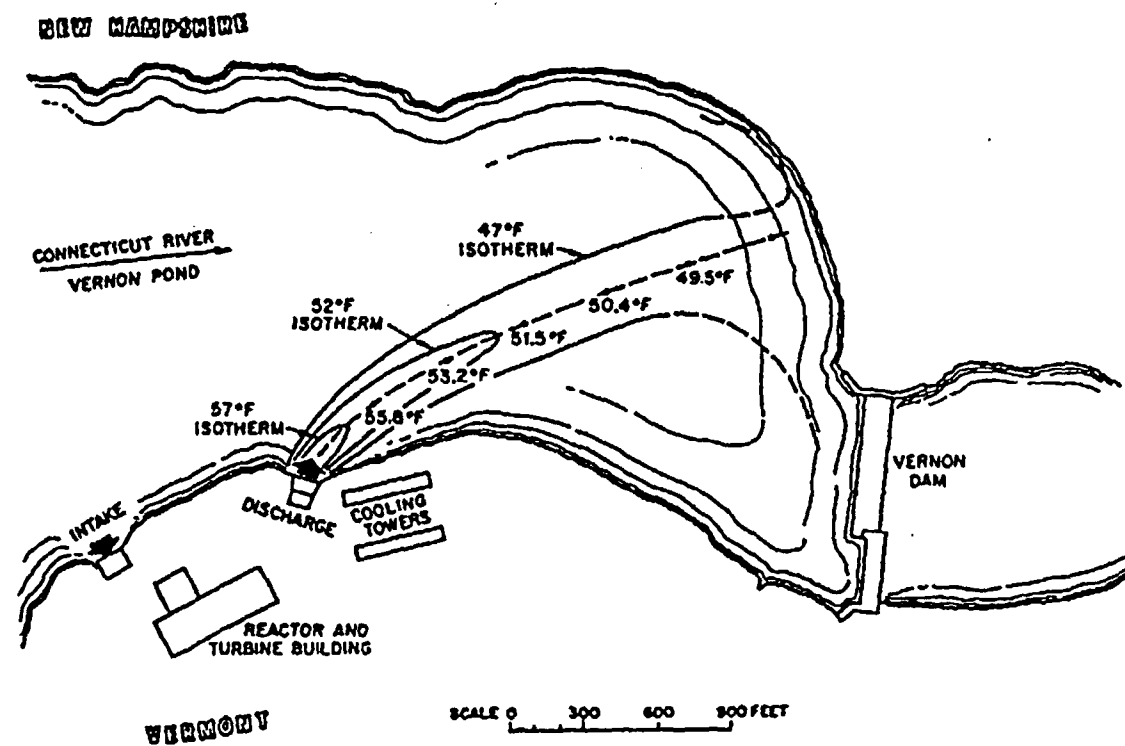 NEW HAMPSHIRE
CONNECTICUT RIVER
VERNON POND
47°F
ISOTHERM
49.5°F
50.4°F
52°F
ISOTHERM
51.5°F
53.2°F
57°F
ISOTHERM
55.8°F
VERNON
DAM
INTAKE
DISCHARGE
COOLING
TOWERS
REACTOR AND
TURBINE BUILDING
VERMONT
SCALE 0 300 600 900 FEET